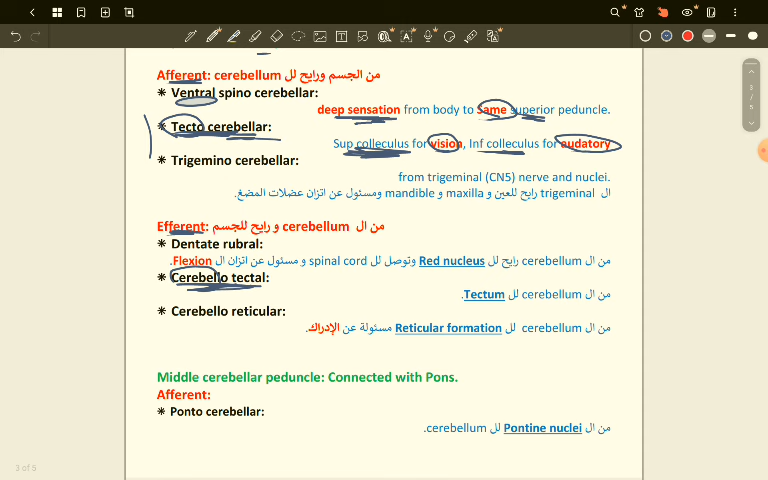 Afferent: cerebellum من الجسم ورايح لل
* Ventral spino cerebellar:
deep sensation from body to same superior peduncle.
* Tecto cerebellar:
Sup colleculus for vision, Inf colleculus for audatory
* Trigemino cerebellar:
from trigeminal (CN5) nerve and nuclei.
ال trigeminal رايح للعين و maxilla و mandible ومسئول عن اتزان عضلات المضغ.
Efferent: من ال cerebellum و رايح للجسم
* Dentate rubral:
من ال cerebellum رايح لل Red nucleus وتوصل لل spinal cord و مسئول عن اتزان ال Flexion.
* Cerebello tectal:
من ال cerebellum لل Tectum.
* Cerebello reticular:
من ال cerebellum لل Reticular formation مسئولة عن الإدراك.
Middle cerebellar peduncle: Connected with Pons.
Afferent:
* Ponto cerebellar:
من ال Pontine nuclei لل cerebellum.
3 of 5
3
/
5